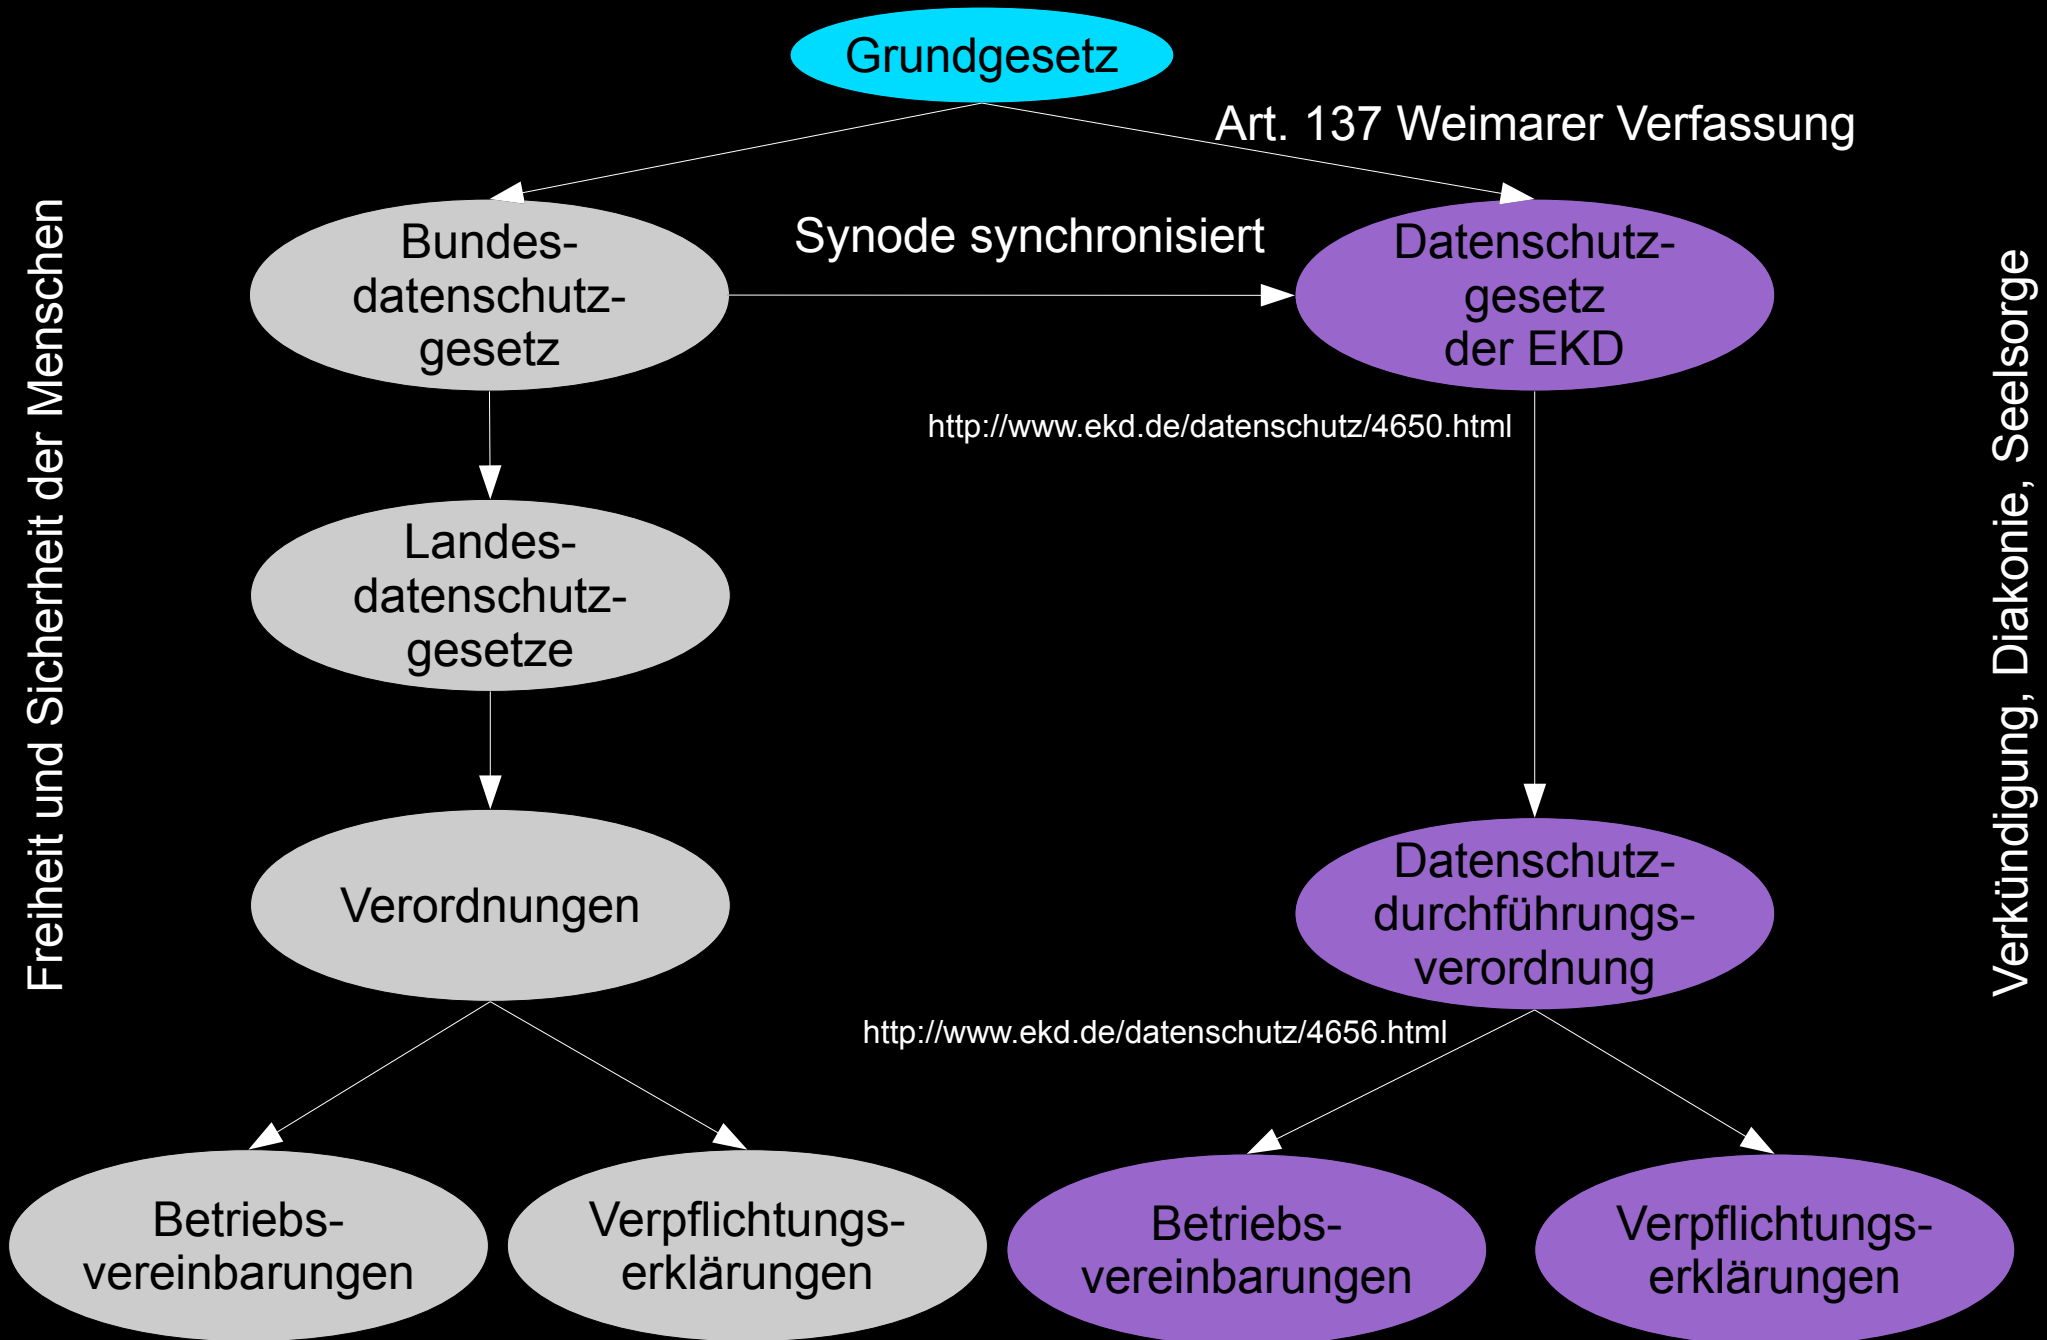 Grundgesetz
Art. 137 Weimarer Verfassung
Freiheit und Sicherheit der Menschen
Bundes-
datenschutz-
gesetz
Synode synchronisiert
Datenschutz-
gesetz
der EKD
Verkündigung, Diakonie, Seelsorge
http://www.ekd.de/datenschutz/4650.html
Landes-
datenschutz-
gesetze
Verordnungen
Datenschutz-
durchführungs-
verordnung
http://www.ekd.de/datenschutz/4656.html
Betriebs-
vereinbarungen
Verpflichtungs-
erklärungen
Betriebs-
vereinbarungen
Verpflichtungs-
erklärungen